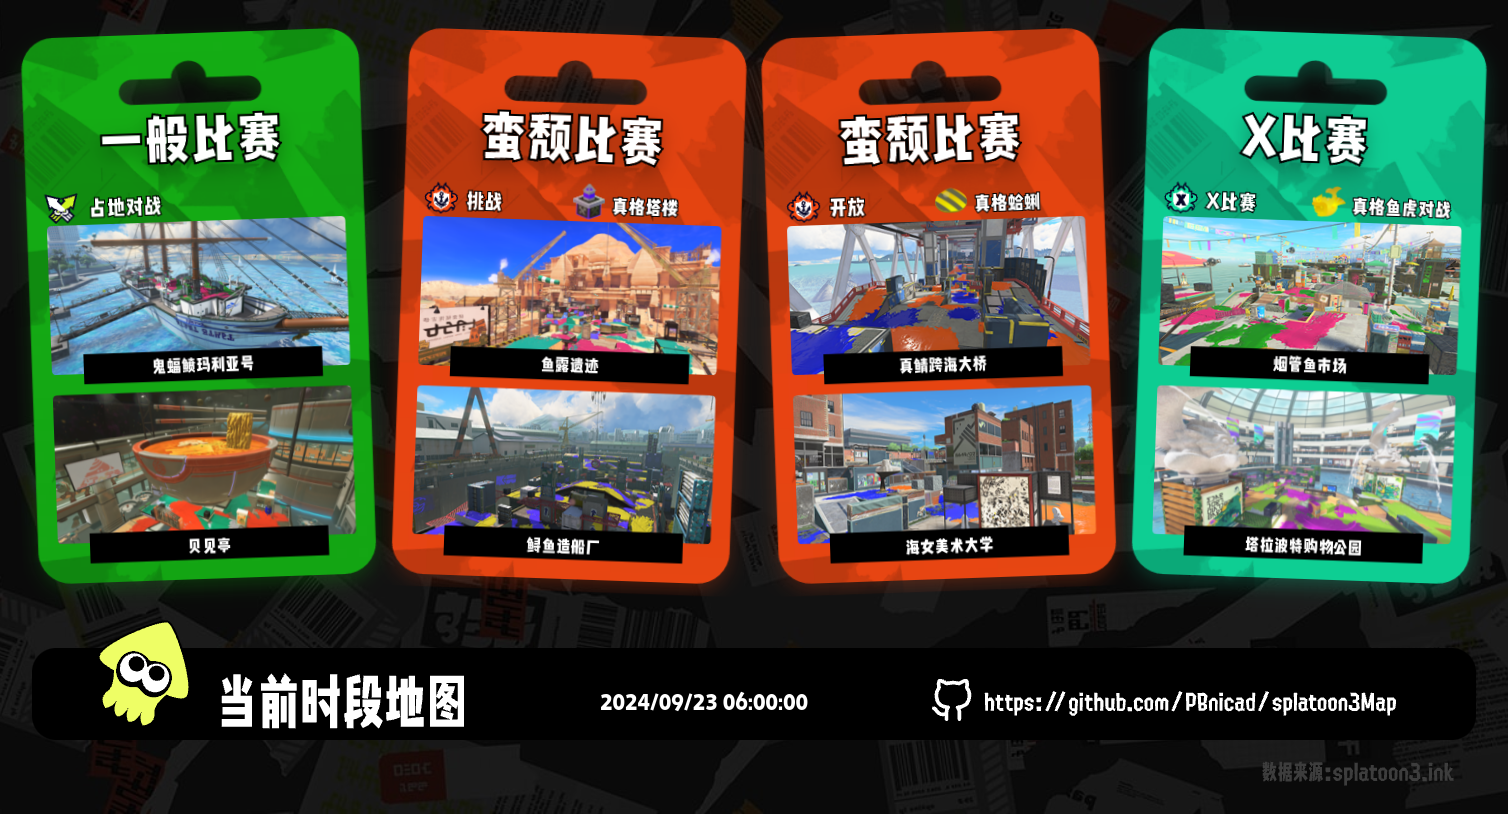 一般比赛
占地对战
鬼蝠鲼玛利亚号
贝见亭
蛮颓比赛
挑战
真格塔楼
鱼露遗迹
鲟鱼造船厂
蛮颓比赛
开放
真格蛤蜊
真鲭跨海大桥
海女美术大学
X比赛
X比赛
真格鱼虎对战
烟管鱼市场
塔拉波特购物公园
当前时段地图
2024/09/23 06:00:00
https://github.com/PBnicad/splatoon3Map
数据来源:splatoon3.ink